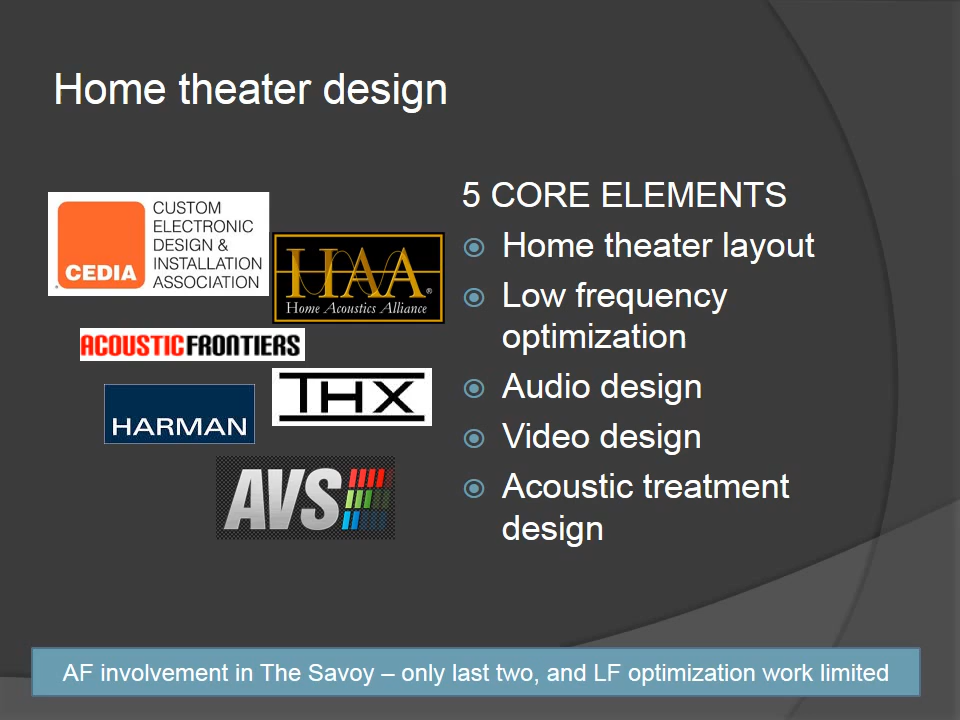 Home theater design
CEDIA
CUSTOM
ELECTRONIC
DESIGN &
INSTALLATION
ASSOCIATION
®
HAA®
Home Acoustics Alliance
ACOUSTICFRONTIERS
THX
HARMAN
AVS
5 CORE ELEMENTS
Home theater layout
Low frequency
optimization
Audio design
Video design
Acoustic treatment
design
AF involvement in The Savoy – only last two, and LF optimization work limited